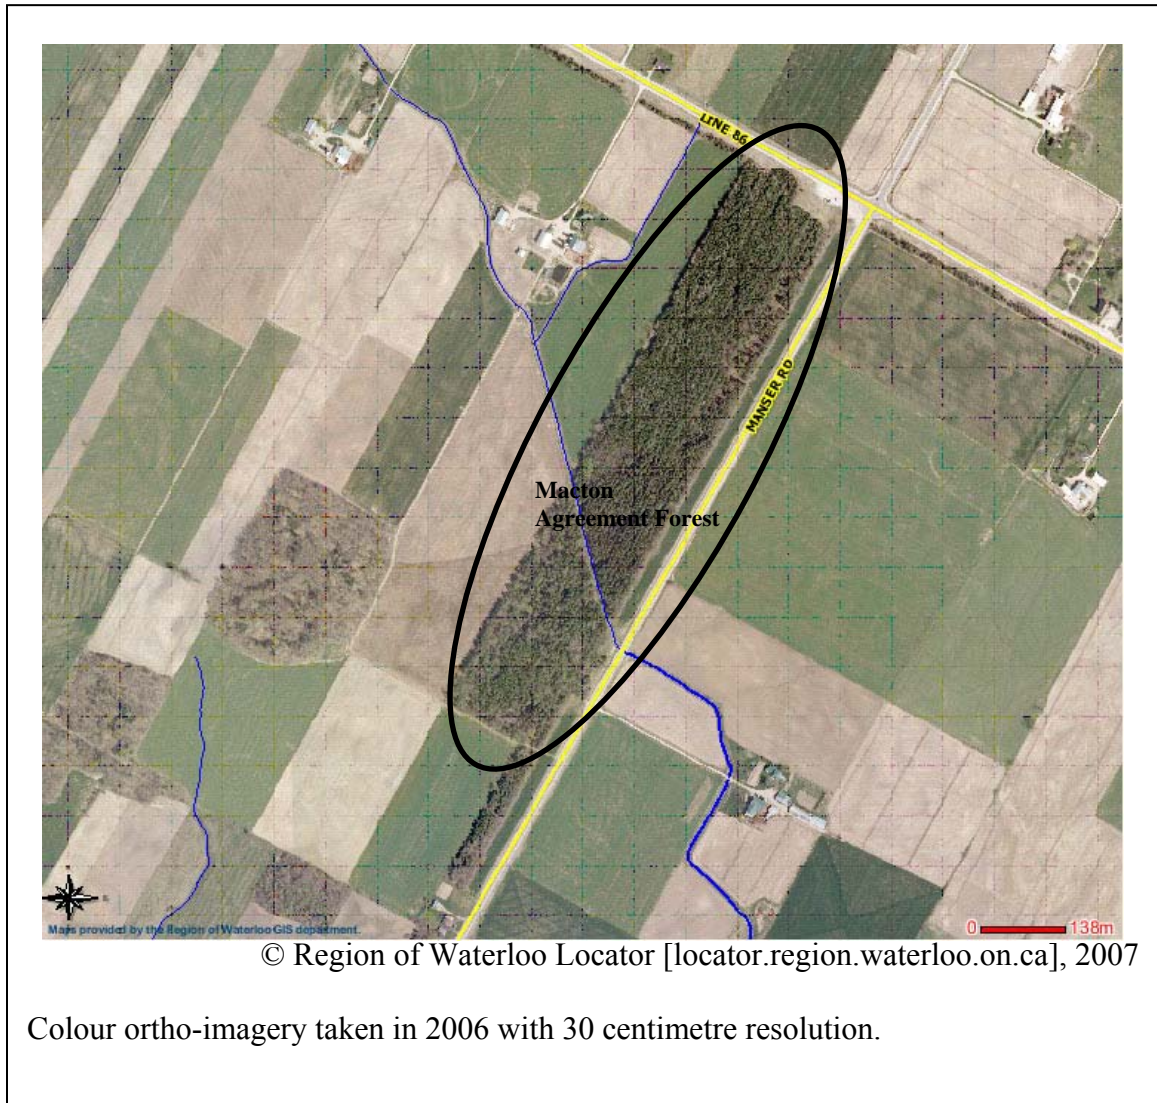 LINE 86
MANSER RD
Macton
Agreement Forest
Maps provided by the Region of Waterloo GIS department.
0 138m
© Region of Waterloo Locator [locator.region.waterloo.on.ca], 2007
Colour ortho-imagery taken in 2006 with 30 centimetre resolution.